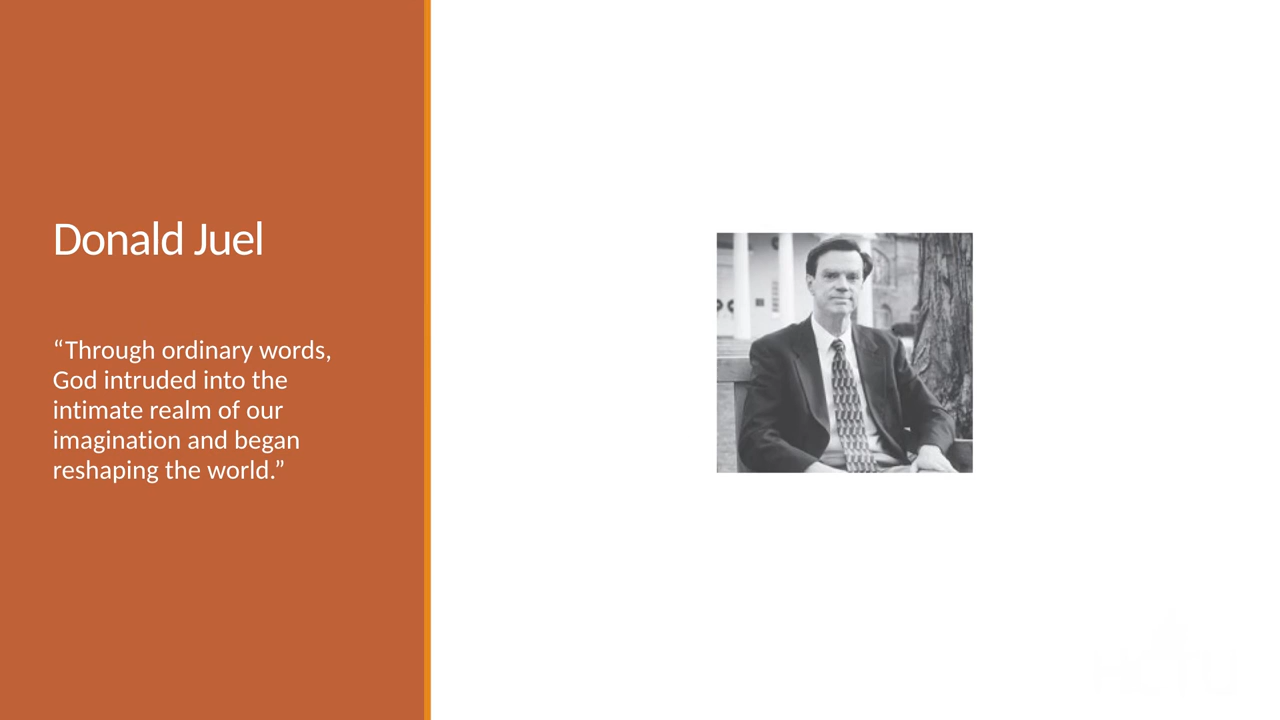 Donald Juel
“Through ordinary words,
God intruded into the
intimate realm of our
imagination and began
reshaping the world.”